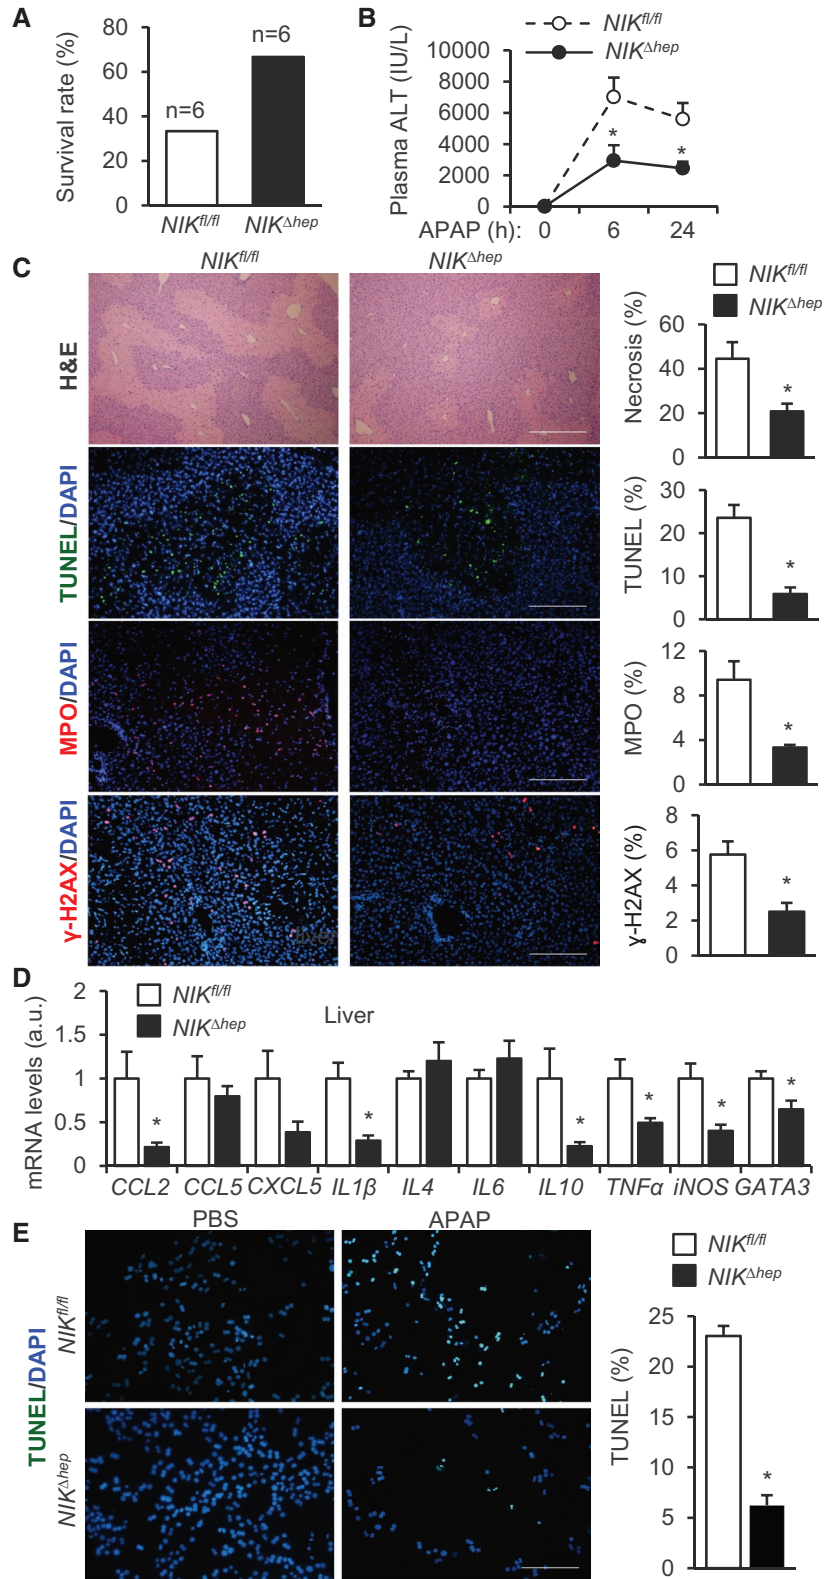 A
Survival rate (%)
80
60
40
20
0
n=6
n=6
NIKfl/fl
NIKΔhep
B
NIKfl/fl
NIKΔhep
Plasma ALT (IU/L)
10000
8000
6000
4000
2000
0
*
*
APAP (h): 0 6 24
C
NIKfl/fl
NIKΔhep
H&E
TUNEL/DAPI
MPO/DAPI
γ-H2AX/DAPI
liver
NIKfl/fl
NIKΔhep
Necrosis (%)
60
40
20
0
*
TUNEL (%)
30
20
10
0
*
MPO (%)
12
8
4
0
*
γ-H2AX (%)
8
6
4
2
0
*
D
NIKfl/fl
NIKΔhep
Liver
mRNA levels (a.u.)
2
1.5
1
0.5
0
* * * * * *
CCL2 CCL5 CXCL5 IL1β IL4 IL6 IL10 TNFα iNOS GATA3
E
PBS
APAP
TUNEL/DAPI
NIKfl/fl
NIKΔhep
NIKfl/fl
NIKΔhep
TUNEL (%)
25
20
15
10
5
0
*